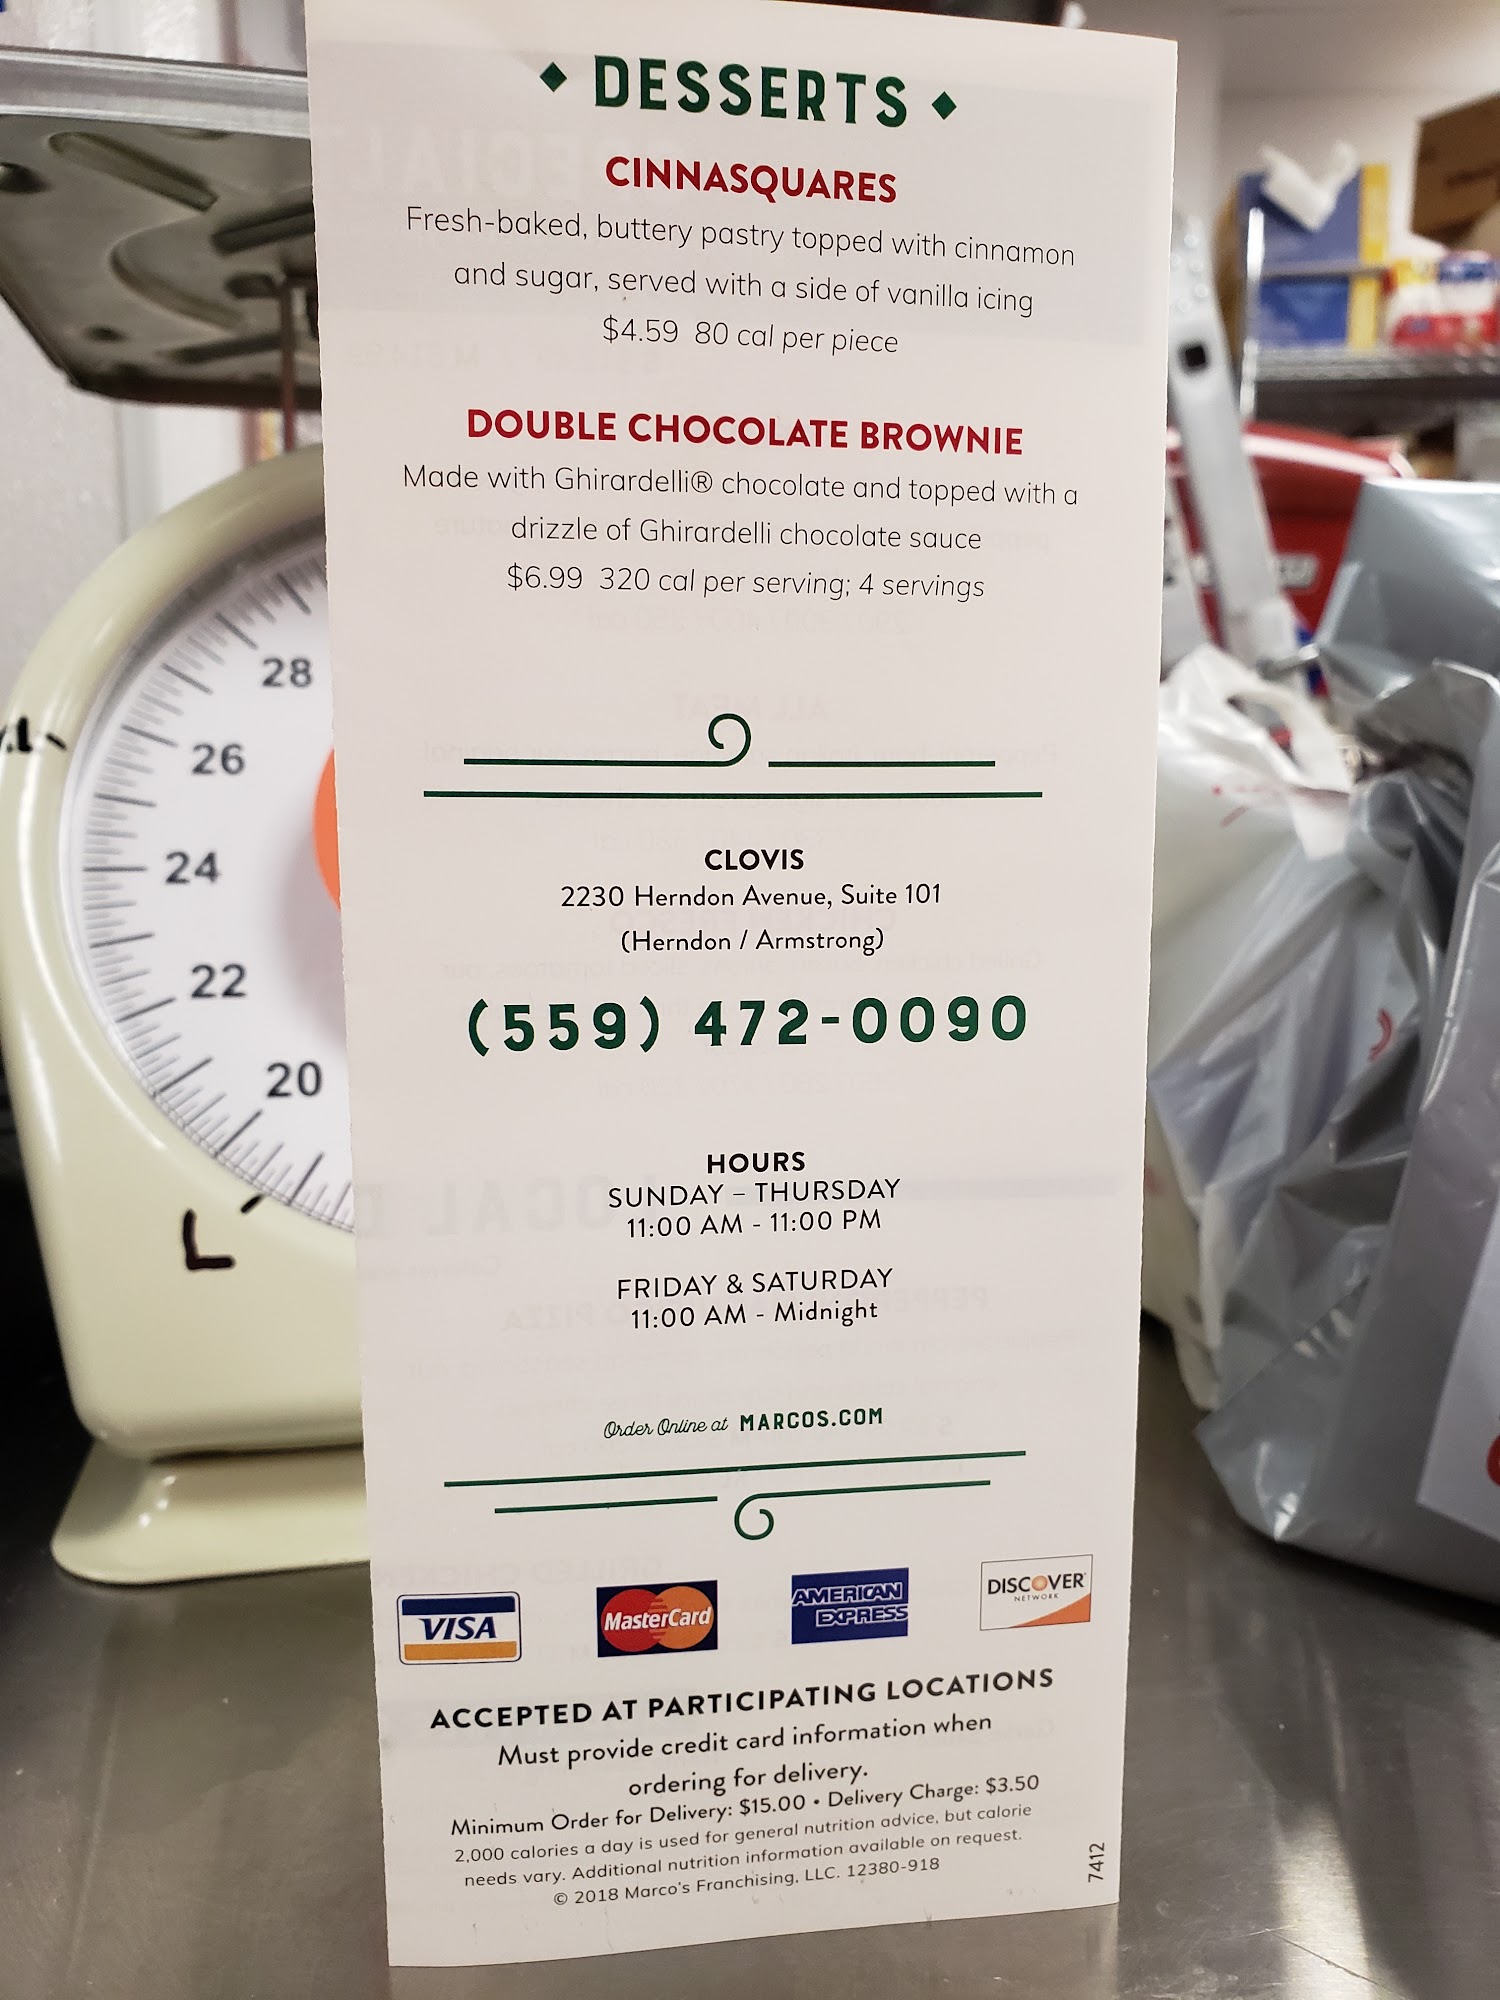 DESSERTS
CINNASQUARES
Fresh-baked, buttery pastry topped with cinnamon
and sugar, served with a side of vanilla icing
$4.59 80 cal per piece
DOUBLE CHOCOLATE BROWNIE
Made with Ghirardelli® chocolate and topped with a
drizzle of Ghirardelli chocolate sauce
$6.99 320 cal per serving; 4 servings
CLOVIS
2230 Herndon Avenue, Suite 101
(Herndon / Armstrong)
(559) 472-0090
HOURS
SUNDAY – THURSDAY
11:00 AM - 11:00 PM
FRIDAY & SATURDAY
11:00 AM - Midnight
Order Online at MARCOS.COM
VISA
MasterCard
AMERICAN
EXPRESS
DISCOVER
NETWORK
ACCEPTED AT PARTICIPATING LOCATIONS
Must provide credit card information when
ordering for delivery.
Minimum Order for Delivery: $15.00 • Delivery Charge: $3.50
2,000 calories a day is used for general nutrition advice, but calorie
needs vary. Additional nutrition information available on request.
© 2018 Marco's Franchising, LLC. 12380-918
7412
28
26
24
22
20
L